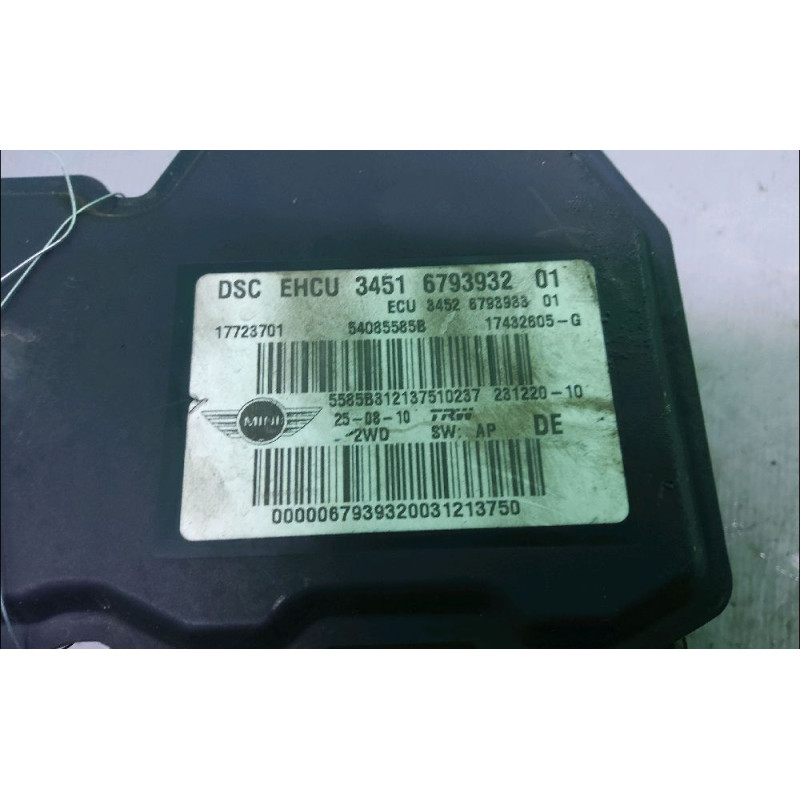 DSC EHCU 3451 6793932 01
ECU 3452 6793933 01
17723701 54085585B 17432605-G
5585B312137510237 231220-10
MINI 25-08-10 TRW
2WD SW: AP DE
0000067939320031213750